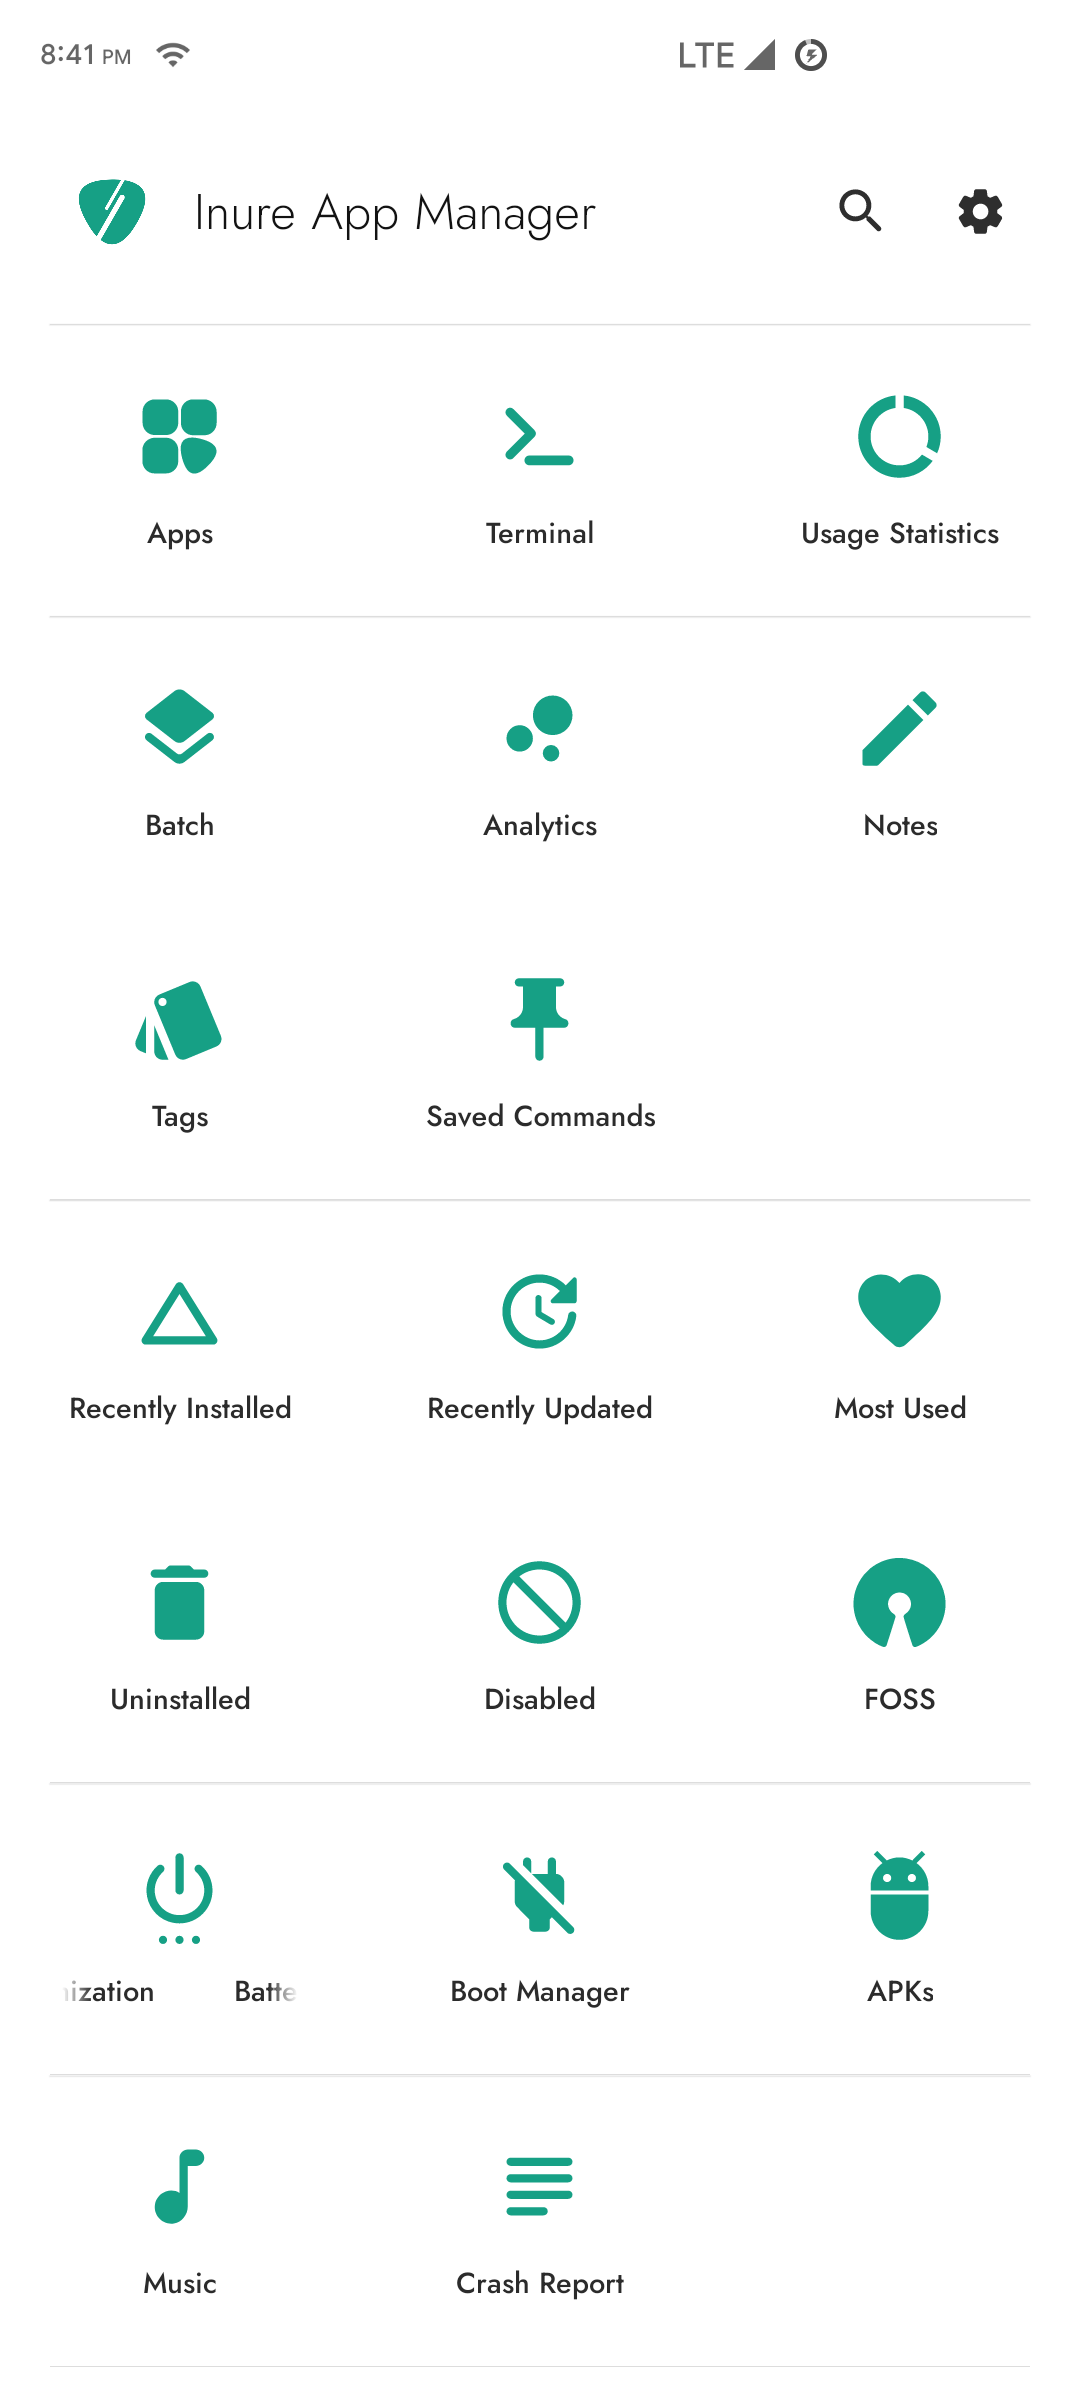 8:41 PM LTE
Inure App Manager
Apps Terminal Usage Statistics
Batch Analytics Notes
Tags Saved Commands
Recently Installed Recently Updated Most Used
Uninstalled Disabled FOSS
ization Batte Boot Manager APKs
Music Crash Report